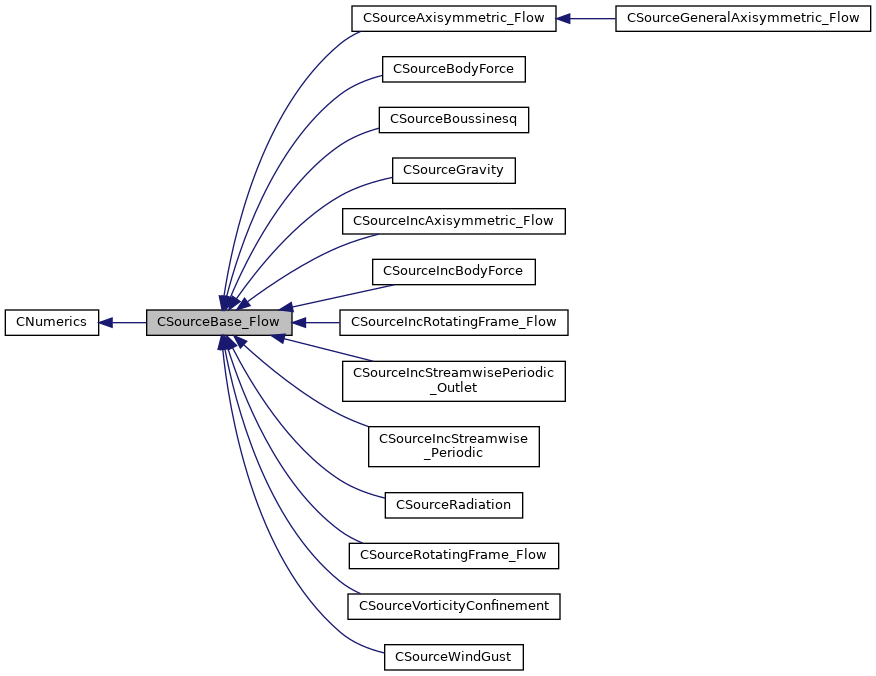 CSourceAxisymmetric_Flow
CSourceGeneralAxisymmetric_Flow
CSourceBodyForce
CSourceBoussinesq
CSourceGravity
CSourceIncAxisymmetric_Flow
CSourceIncBodyForce
CNumerics
CSourceBase_Flow
CSourceIncRotatingFrame_Flow
CSourceIncStreamwisePeriodic
_Outlet
CSourceIncStreamwise
_Periodic
CSourceRadiation
CSourceRotatingFrame_Flow
CSourceVorticityConfinement
CSourceWindGust